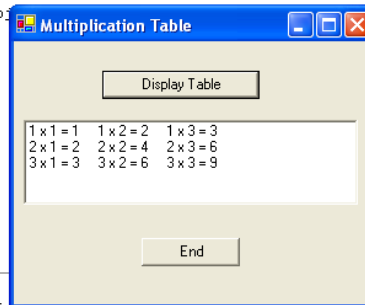 Multiplication Table
Display Table
1 x 1 = 1 1 x 2 = 2 1 x 3 = 3
2 x 1 = 2 2 x 2 = 4 2 x 3 = 6
3 x 1 = 3 3 x 2 = 6 3 x 3 = 9
End